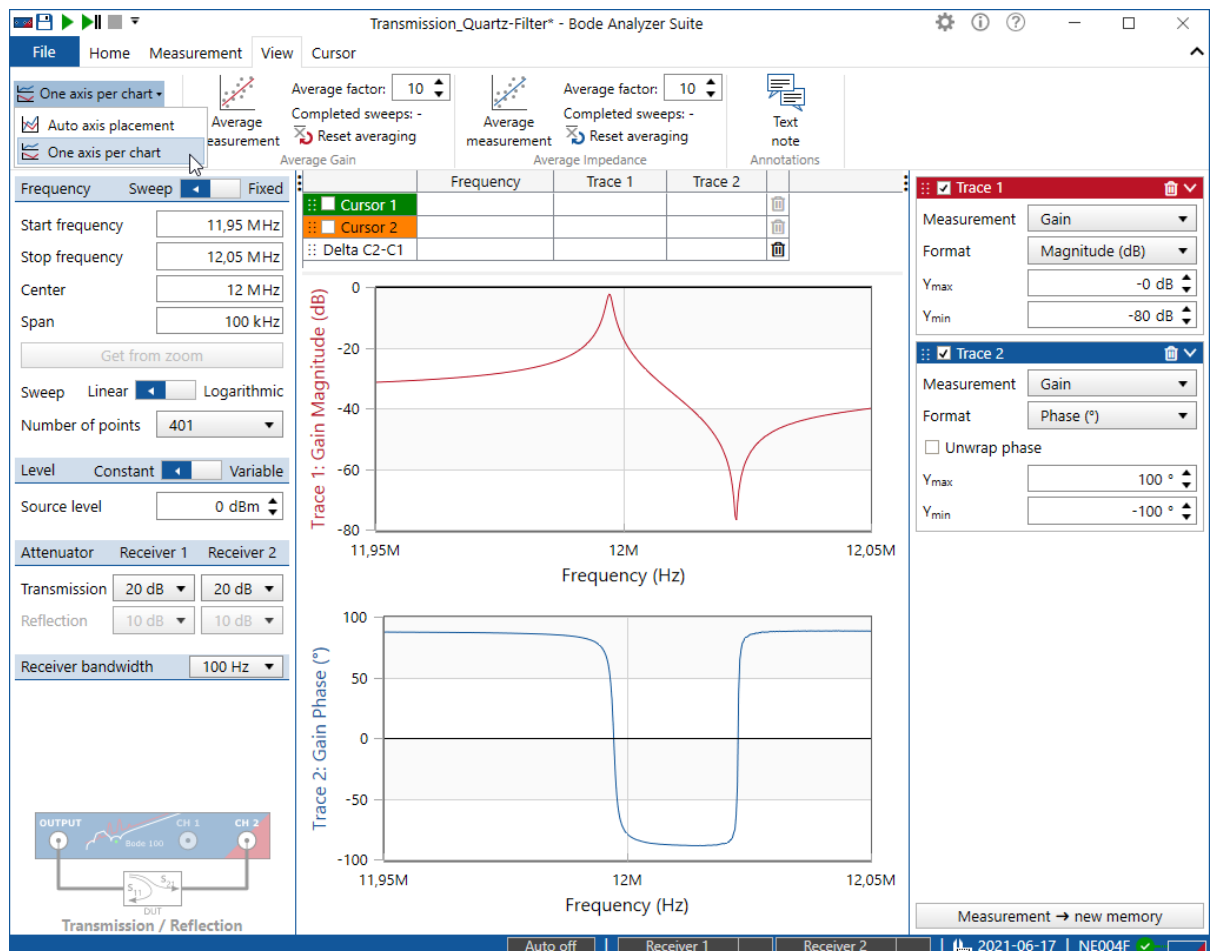 Transmission_Quartz-Filter* - Bode Analyzer Suite
File Home Measurement View Cursor
One axis per chart
Auto axis placement
One axis per chart
Average
easurement
Average factor: 10
Completed sweeps: -
Reset averaging
Average Gain
Average
measurement
Average factor: 10
Completed sweeps: -
Reset averaging
Average Impedance
Text
note
Annotations
Frequency Sweep Fixed
Start frequency 11,95 MHz
Stop frequency 12,05 MHz
Center 12 MHz
Span 100 kHz
Get from zoom
Sweep Linear Logarithmic
Number of points 401
Level Constant Variable
Source level 0 dBm
Attenuator Receiver 1 Receiver 2
Transmission 20 dB 20 dB
Reflection 10 dB 10 dB
Receiver bandwidth 100 Hz
OUTPUT CH 1 CH 2
Bode 100
S11 S21
DUT
Transmission / Reflection
Frequency Trace 1 Trace 2
Cursor 1
Cursor 2
Delta C2-C1
Trace 1: Gain Magnitude (dB)
0
-20
-40
-60
-80
11,95M 12M 12,05M
Frequency (Hz)
Trace 2: Gain Phase (°)
100
50
0
-50
-100
11,95M 12M 12,05M
Frequency (Hz)
Trace 1
Measurement Gain
Format Magnitude (dB)
Ymax -0 dB
Ymin -80 dB
Trace 2
Measurement Gain
Format Phase (°)
Unwrap phase
Ymax 100 °
Ymin -100 °
Measurement → new memory
Auto off Receiver 1 Receiver 2 2021-06-17 NE004F